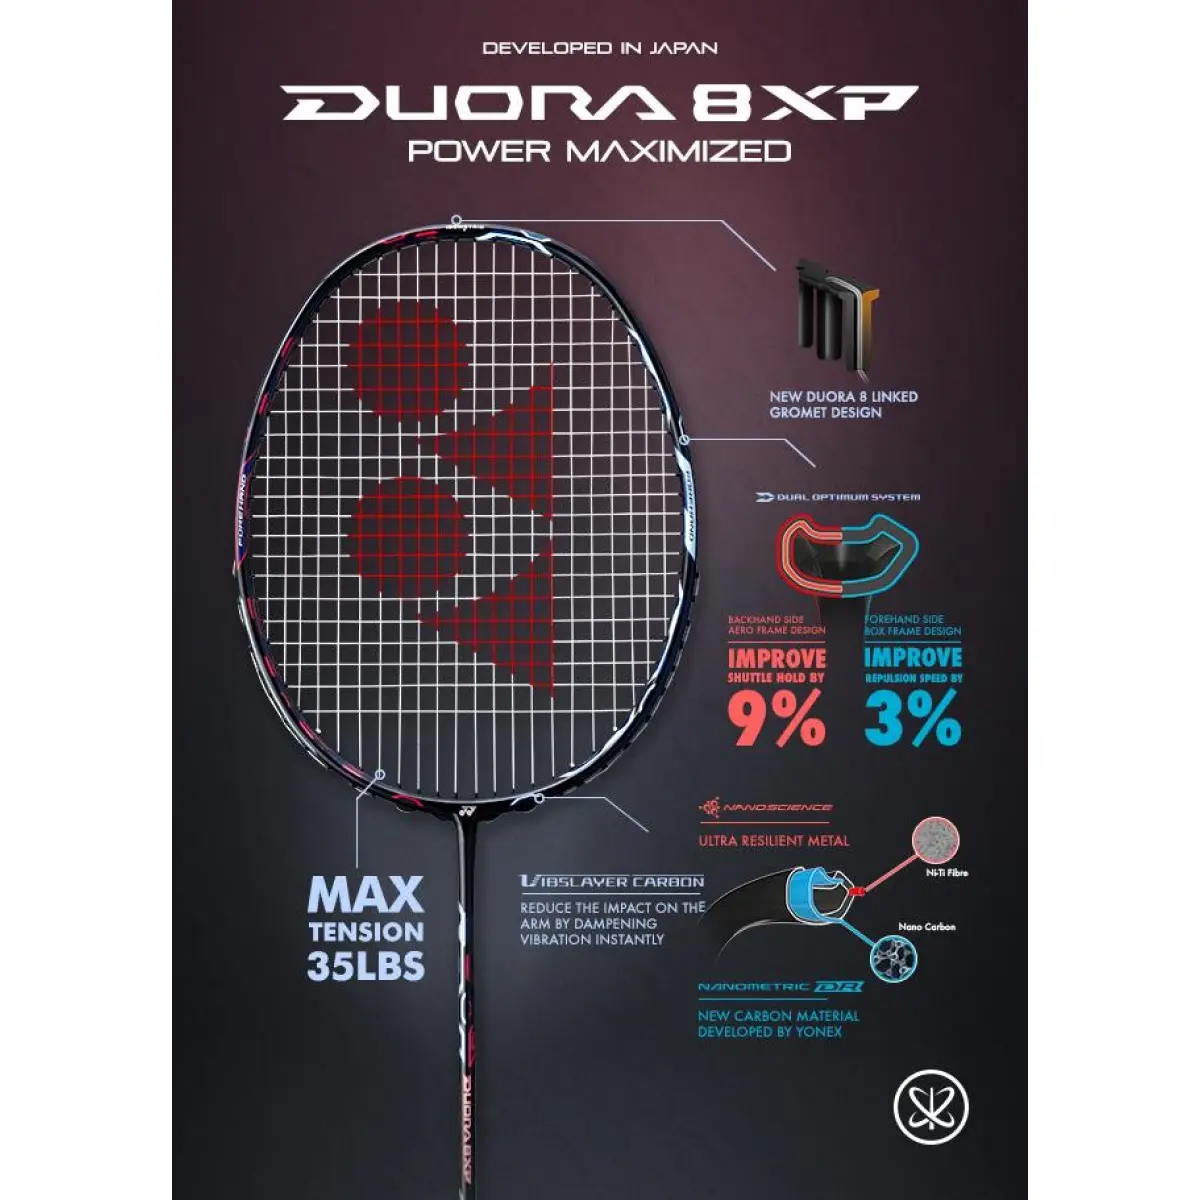 DEVELOPED IN JAPAN
DUORA 8XP
POWER MAXIMIZED
ISOMETRIC
NEW DUORA 8 LINKED
GROMET DESIGN
FOREHAND
FOREHAND
DUAL OPTIMUM SYSTEM
BACKHAND SIDE
AERO FRAME DESIGN
IMPROVE
SHUTTLE HOLD BY
9%
FOREHAND SIDE
BOX FRAME DESIGN
IMPROVE
REPULSION SPEED BY
3%
NANOSCIENCE
ULTRA RESILIENT METAL
Ni-Ti Fibre
Nano Carbon
MAX
TENSION
35LBS
VIBSLAYER CARBON
REDUCE THE IMPACT ON THE
ARM BY DAMPENING
VIBRATION INSTANTLY
NANOMETRIC DR
NEW CARBON MATERIAL
DEVELOPED BY YONEX
DUORA8XP